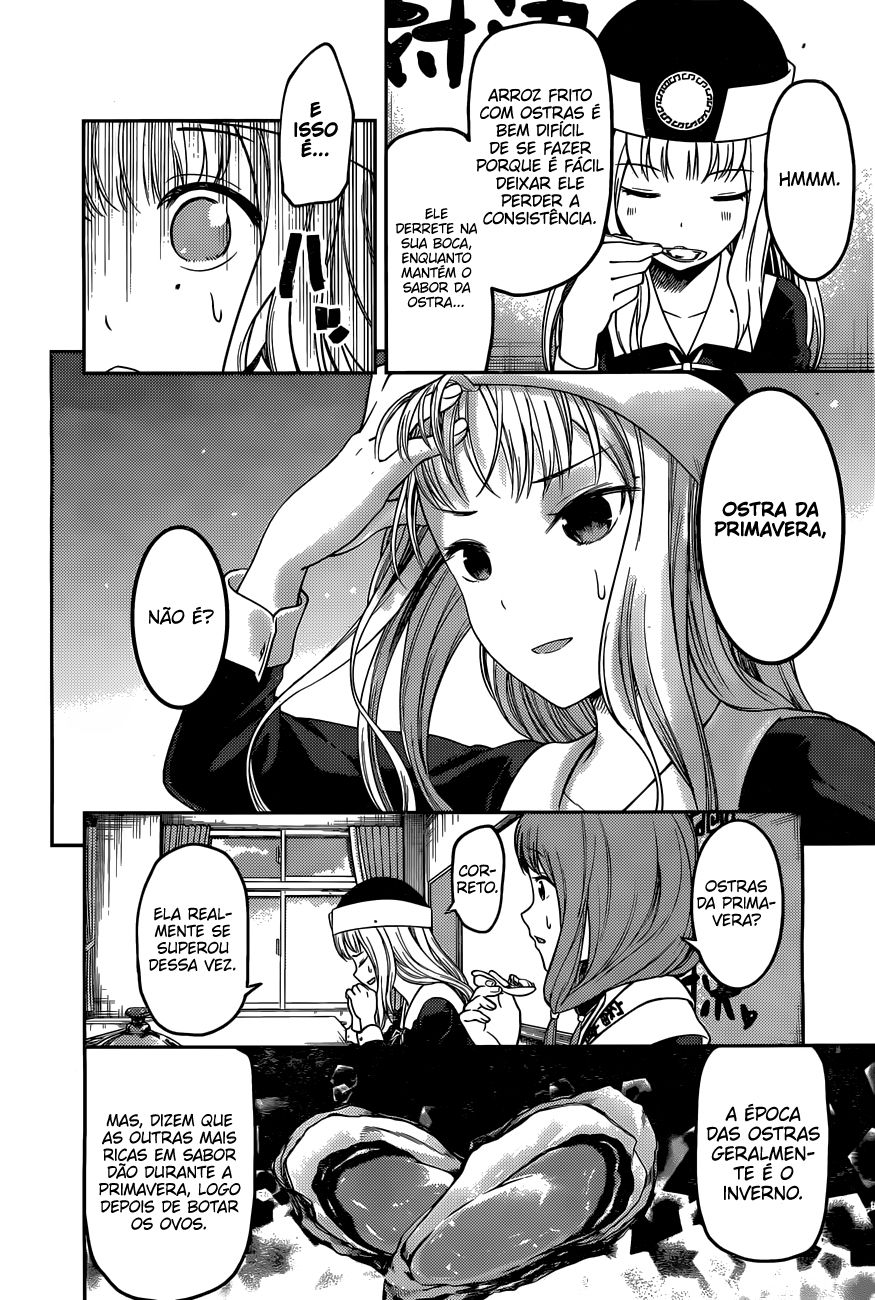 HMMM.
ARROZ FRITO
COM OSTRAS É
BEM DIFÍCIL
DE SE FAZER
PORQUE É FÁCIL
DEIXAR ELE
PERDER A
CONSISTÊNCIA.
ELE
DERRETE NA
SUA BOCA,
ENQUANTO
MANTÉM O
SABOR DA
OSTRA...
E
ISSO
É...
OSTRA DA
PRIMAVERA,
NÃO É?
OSTRAS
DA PRIMA-
VERA?
COR-
RETO.
ELA REAL-
MENTE SE
SUPEROU
DESSA VEZ.
A ÉPOCA
DAS OSTRAS
GERALMEN-
TE É O
INVERNO.
MAS, DIZEM QUE
AS OUTRAS MAIS
RICAS EM SABOR
DÃO DURANTE A
PRIMAVERA, LOGO
DEPOIS DE BOTAR
OS OVOS.